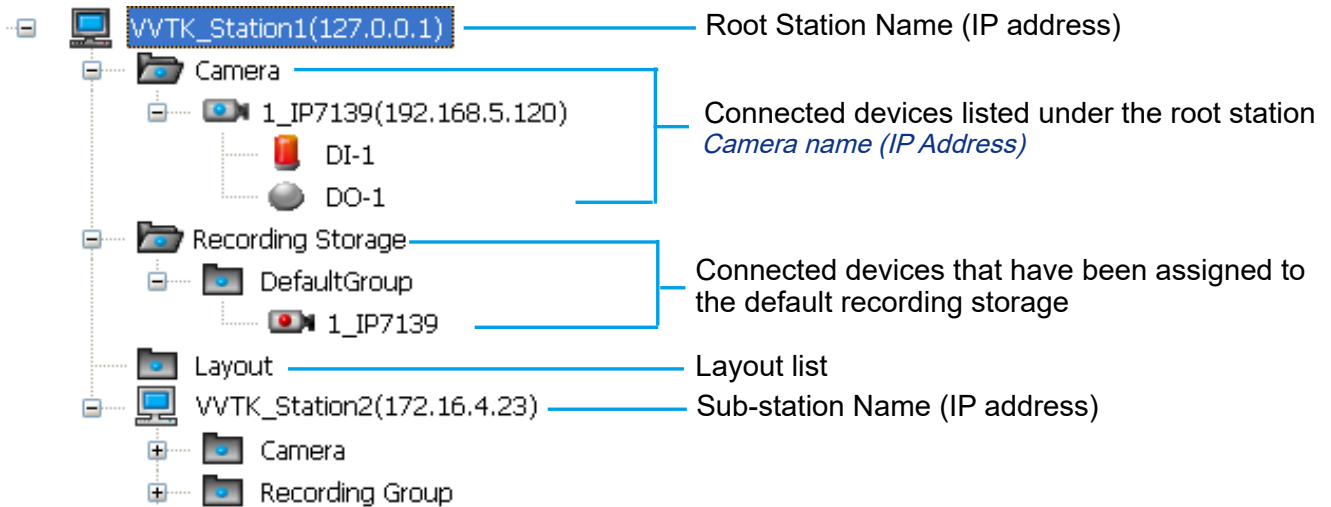 VVTK_Station1(127.0.0.1)
Root Station Name (IP address)
Camera
1_IP7139(192.168.5.120)
Connected devices listed under the root station
Camera name (IP Address)
DI-1
DO-1
Recording Storage
Connected devices that have been assigned to
the default recording storage
DefaultGroup
1_IP7139
Layout
Layout list
VVTK_Station2(172.16.4.23)
Sub-station Name (IP address)
Camera
Recording Group